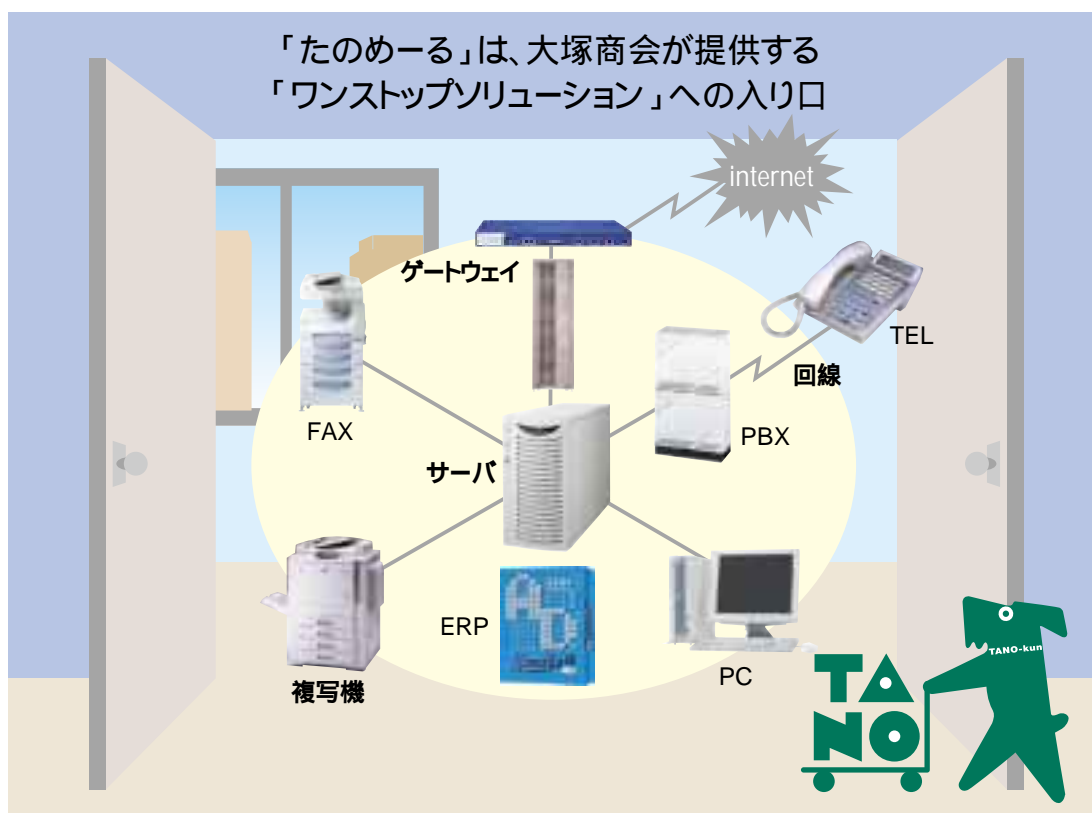 「たのめーる」は、大塚商会が提供する
「ワンストップソリューション」への入り口
internet
ゲートウェイ
TEL
回線
FAX
PBX
サーバ
ERP
複写機
PC
TANO-kun
TA
NO